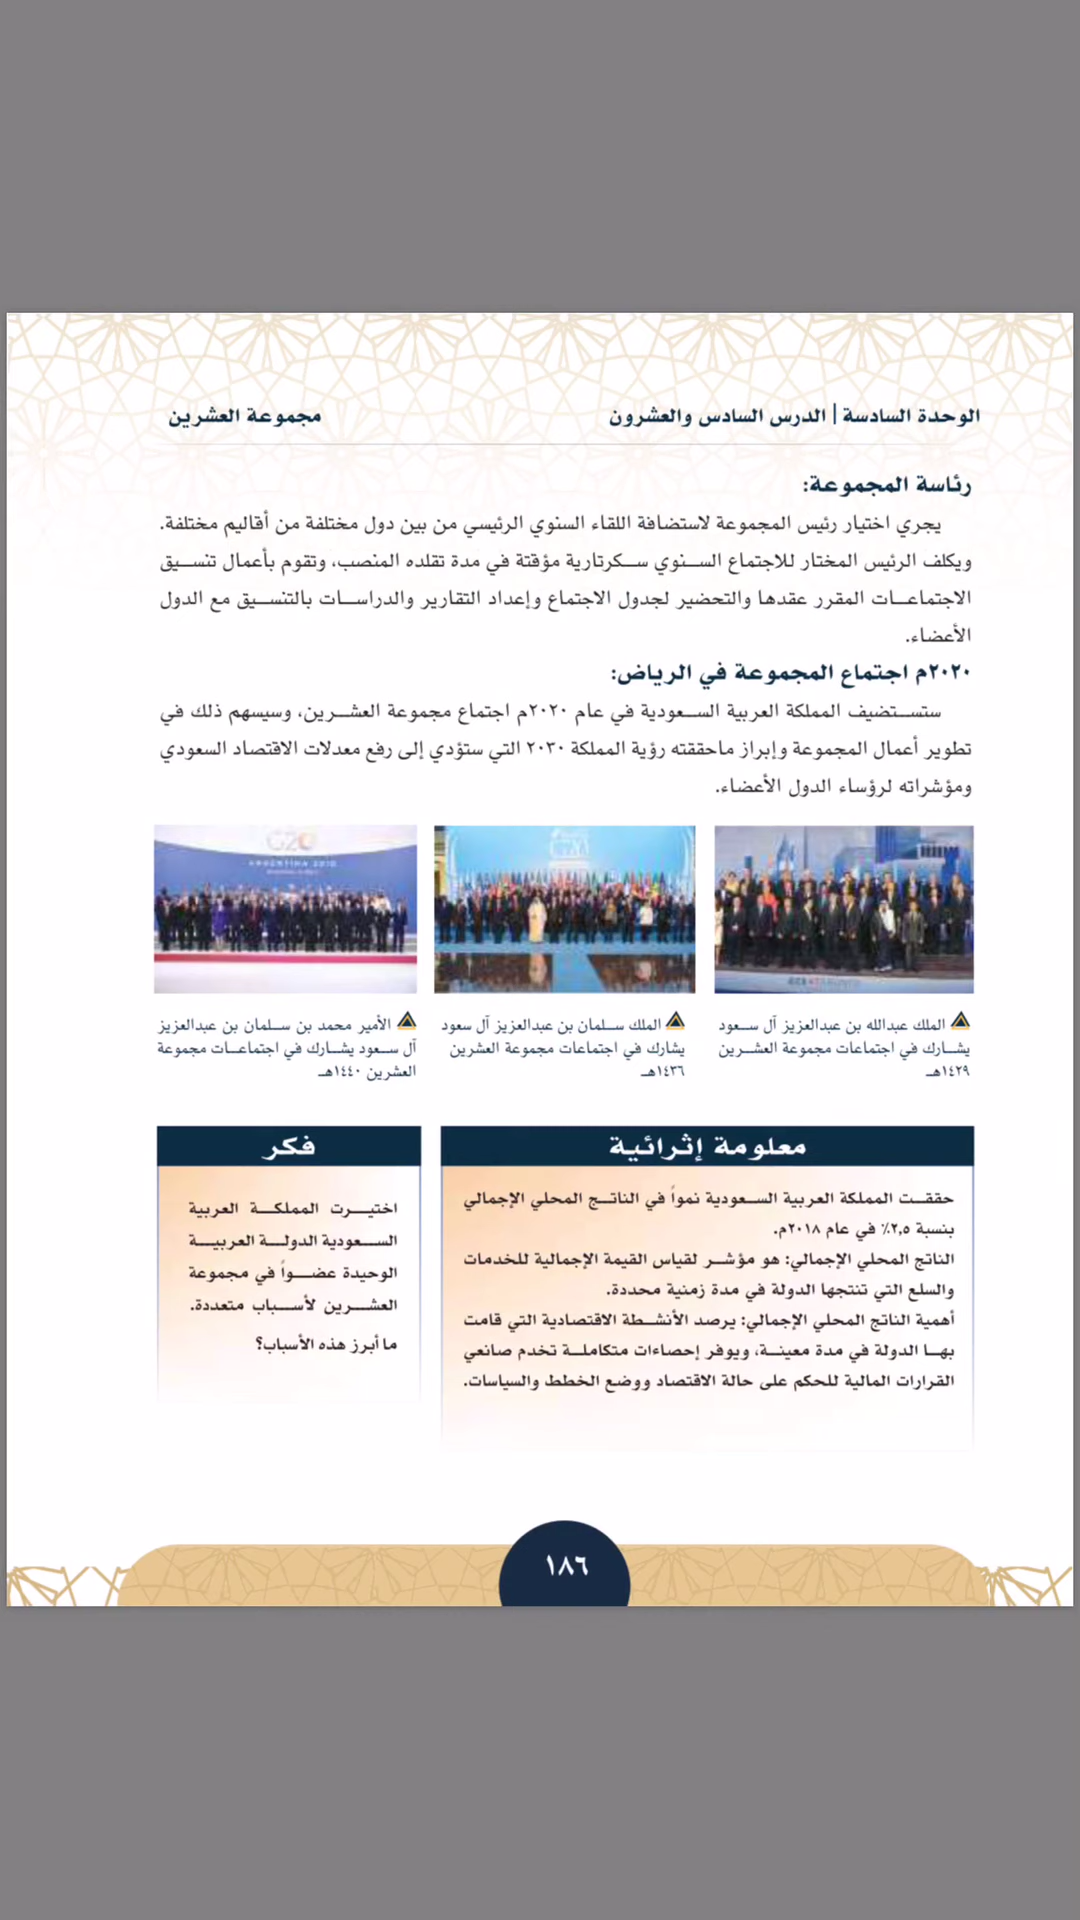 الوحدة السادسة | الدرس السادس والعشرون
مجموعة العشرين
رئاسة المجموعة:
يجري اختيار رئيس المجموعة لاستضافة اللقاء السنوي الرئيسي من بين دول مختلفة من أقاليم مختلفة.
ويكلف الرئيس المختار للاجتماع السنوي سكرتارية مؤقتة في مدة تقلده المنصب، وتقوم بأعمال تنسيق
الاجتماعات المقرر عقدها والتحضير لجدول الاجتماع وإعداد التقارير والدراسات بالتنسيق مع الدول
الأعضاء.
٢٠٢٠م اجتماع المجموعة في الرياض:
ستستضيف المملكة العربية السعودية في عام ٢٠٢٠م اجتماع مجموعة العشرين، وسيسهم ذلك في
تطوير أعمال المجموعة وإبراز ماحققته رؤية المملكة ٢٠٣٠ التي ستؤدي إلى رفع معدلات الاقتصاد السعودي
ومؤشراته لرؤساء الدول الأعضاء.
G20
ARGENTINA 2018
الملك عبدالله بن عبدالعزيز آل سعود
يشارك في اجتماعات مجموعة العشرين
١٤٢٩هـ
الملك سلمان بن عبدالعزيز آل سعود
يشارك في اجتماعات مجموعة العشرين
١٤٣٦هـ
الأمير محمد بن سلمان بن عبدالعزيز
آل سعود يشارك في اجتماعات مجموعة
العشرين ١٤٤٠هـ
معلومة إثرائية
حققت المملكة العربية السعودية نمواً في الناتج المحلي الإجمالي
بنسبة ٢,٥٪ في عام ٢٠١٨م.
الناتج المحلي الإجمالي: هو مؤشر لقياس القيمة الإجمالية للخدمات
والسلع التي تنتجها الدولة في مدة زمنية محددة.
أهمية الناتج المحلي الإجمالي: يرصد الأنشطة الاقتصادية التي قامت
بها الدولة في مدة معينة، ويوفر إحصاءات متكاملة تخدم صانعي
القرارات المالية للحكم على حالة الاقتصاد ووضع الخطط والسياسات.
فكر
اختيرت المملكة العربية
السعودية الدولة العربية
الوحيدة عضواً في مجموعة
العشرين لأسباب متعددة.
ما أبرز هذه الأسباب؟
١٨٦